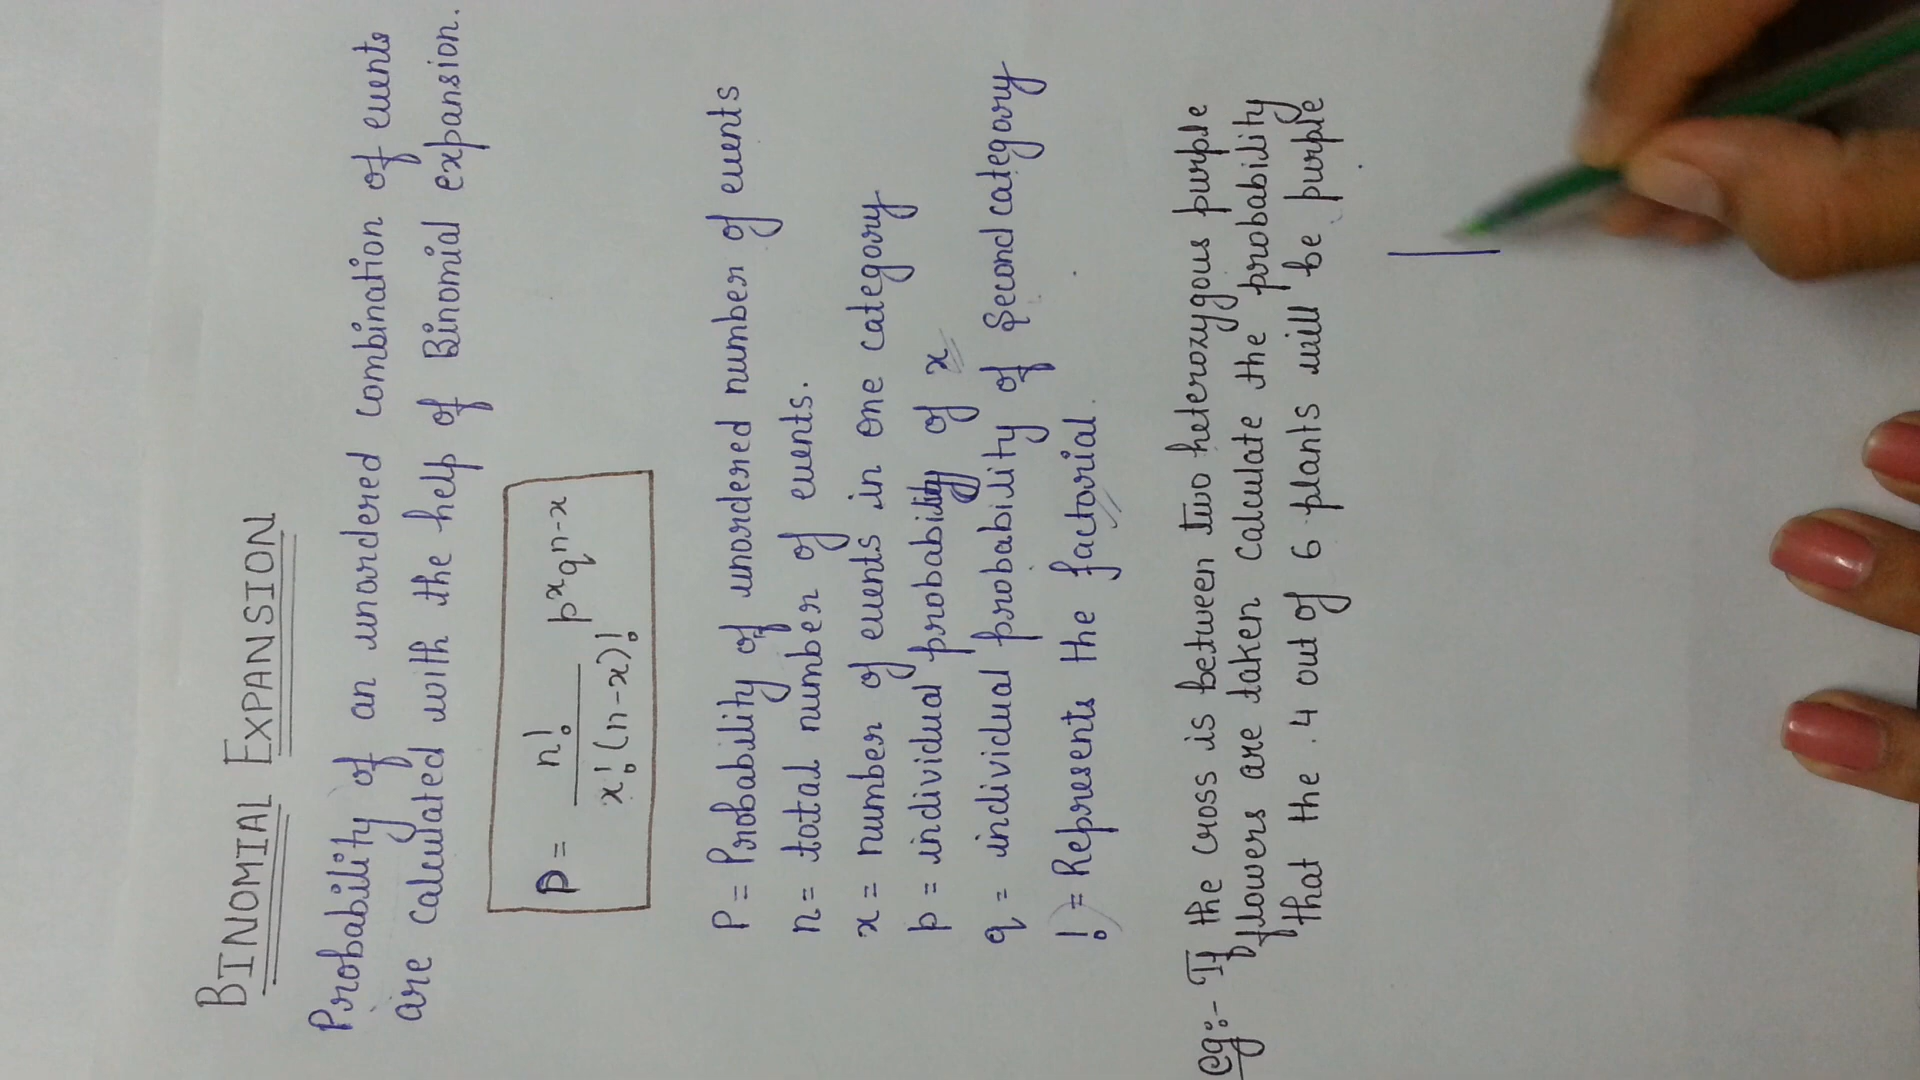 BINOMIAL EXPANSION
Probability of an unordered combination of events
are calculated with the help of Binomial expansion.
P = n! / x!(n-x)! p^x q^n-x
P = Probability of unordered number of events
n = total number of events.
x = number of events in one category
p = individual probability of x
q = individual probability of second category
! = Represents the factorial.
eg:- If the cross is between two heterozygous purple
flowers are taken calculate the probability
that the 4 out of 6 plants will be purple